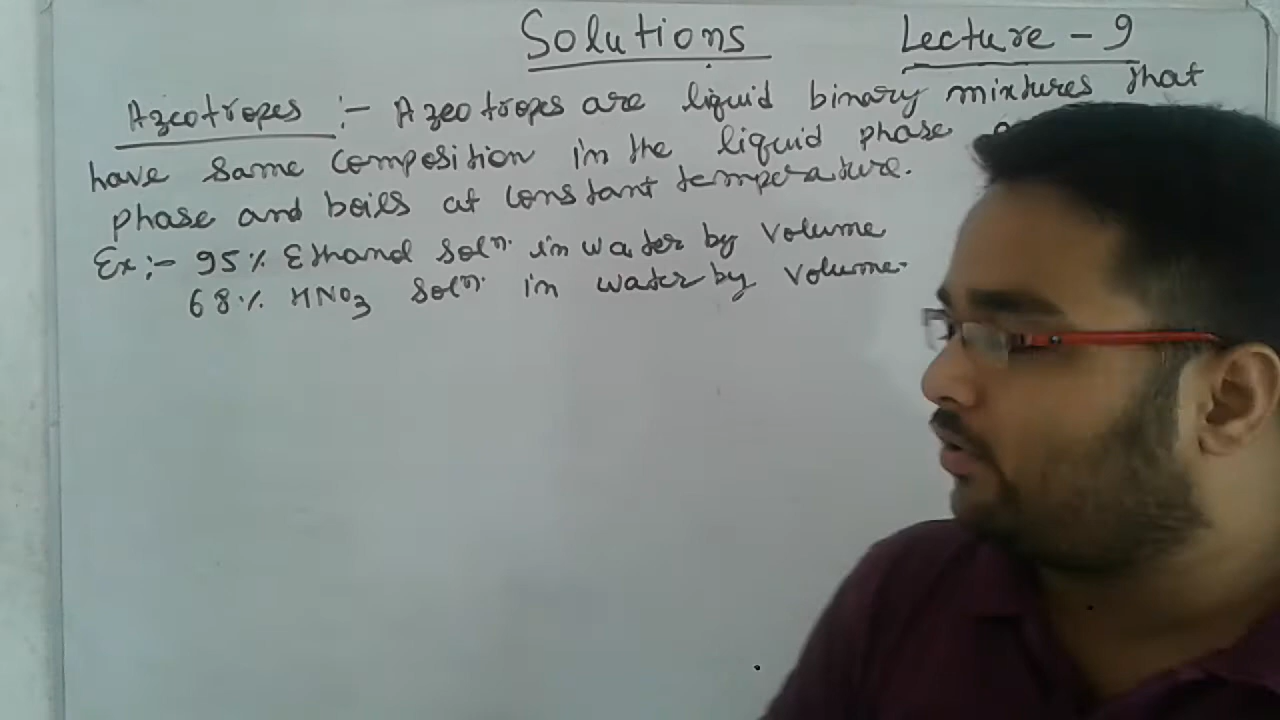 Solutions Lecture - 9
Azeotropes :- Azeotropes are liquid binary mixtures that
have same composition in the liquid phase
phase and boils at constant temperature.
Ex:- 95% Ethanol solⁿ. in water by volume
68% HNO3 solⁿ. in water by volume.